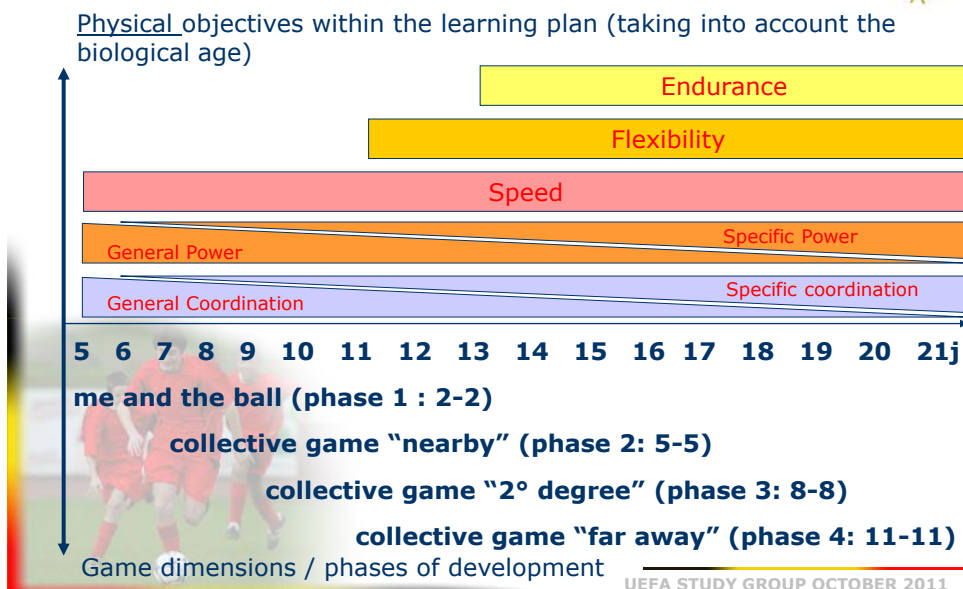 Physical objectives within the learning plan (taking into account the
biological age)
Endurance
Flexibility
Speed
Specific Power
General Power
Specific coordination
General Coordination
5 6 7 8 9 10 11 12 13 14 15 16 17 18 19 20 21j
me and the ball (phase 1 : 2-2)
collective game “nearby” (phase 2: 5-5)
collective game “2° degree” (phase 3: 8-8)
collective game “far away” (phase 4: 11-11)
Game dimensions / phases of development
UEFA STUDY GROUP OCTOBER 2011